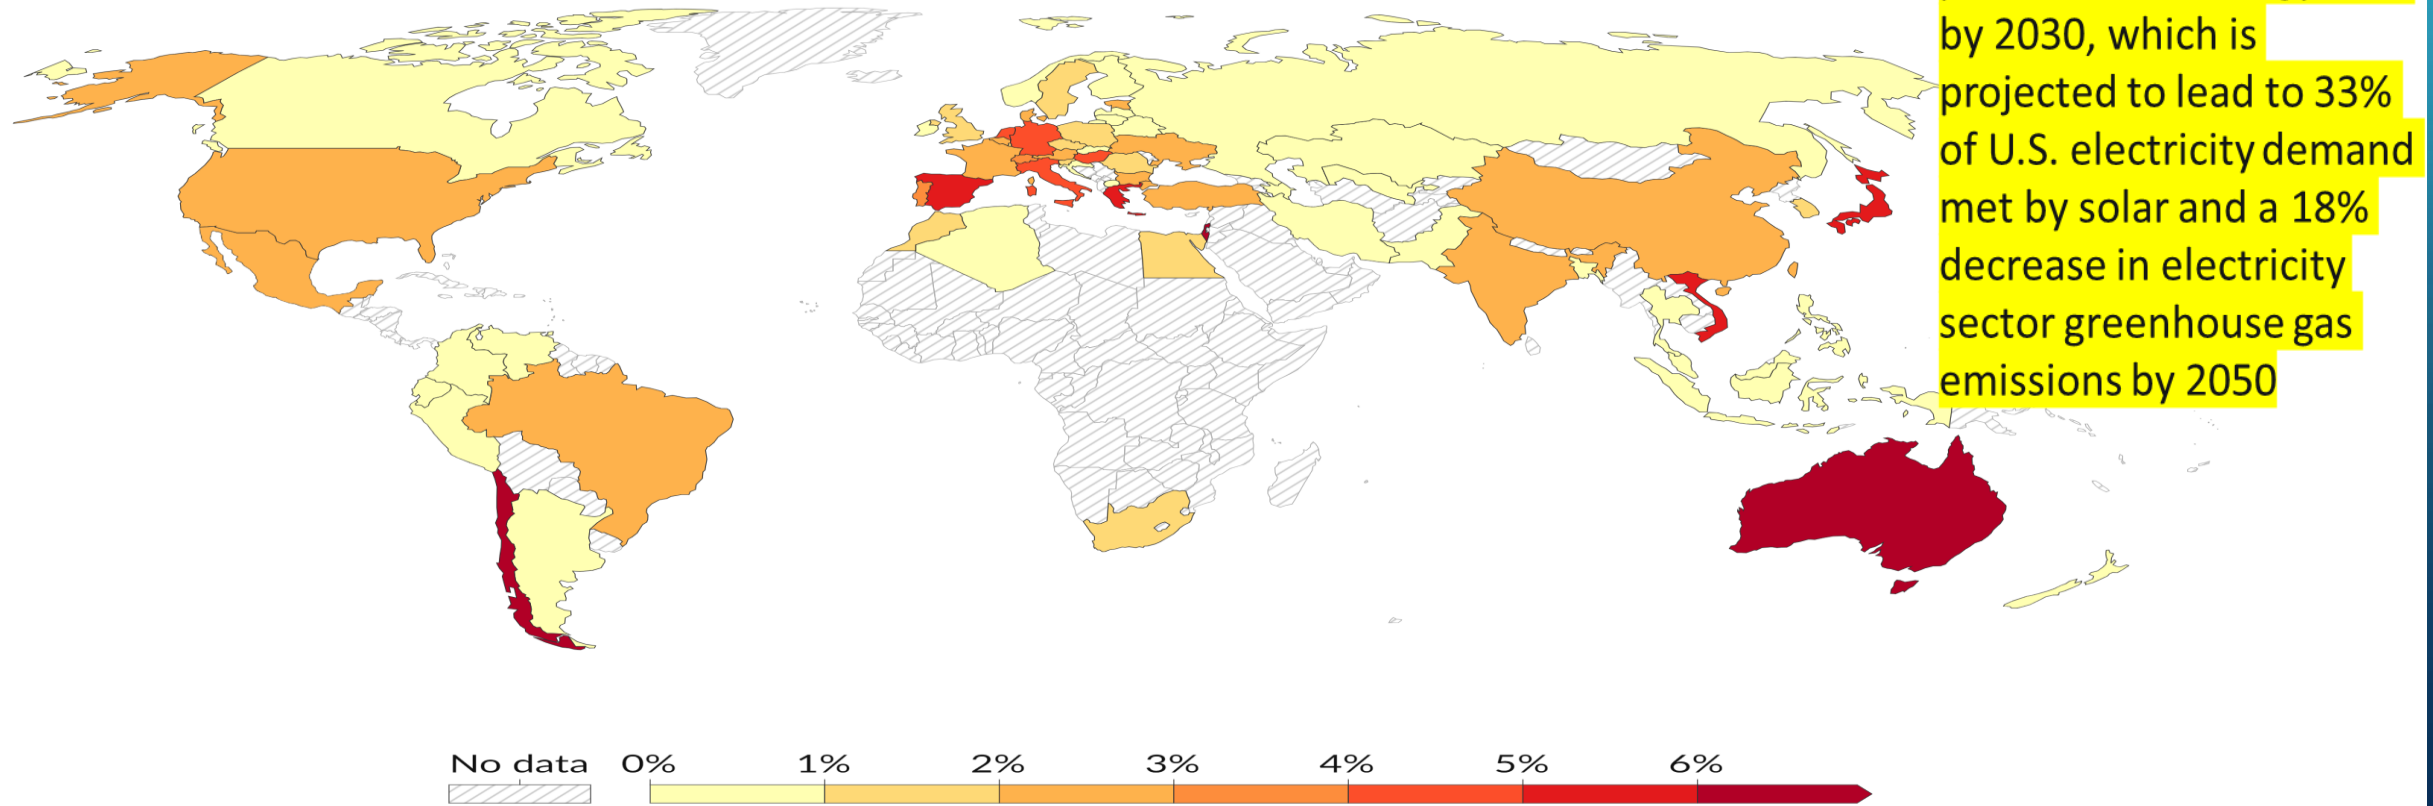 by 2030, which is
projected to lead to 33%
of U.S. electricity demand
met by solar and a 18%
decrease in electricity
sector greenhouse gas
emissions by 2050
No data 0% 1% 2% 3% 4% 5% 6%